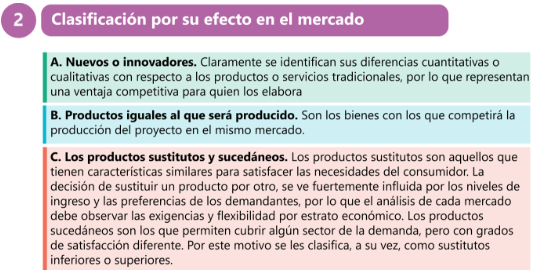 2 Clasificación por su efecto en el mercado
A. Nuevos o innovadores. Claramente se identifican sus diferencias cuantitativas o
cualitativas con respecto a los productos o servicios tradicionales, por lo que representan
una ventaja competitiva para quien los elabora
B. Productos iguales al que será producido. Son los bienes con los que competirá la
producción del proyecto en el mismo mercado.
C. Los productos sustitutos y sucedáneos. Los productos sustitutos son aquellos que
tienen características similares para satisfacer las necesidades del consumidor. La
decisión de sustituir un producto por otro, se ve fuertemente influida por los niveles de
ingreso y las preferencias de los demandantes, por lo que el análisis de cada mercado
debe observar las exigencias y flexibilidad por estrato económico. Los productos
sucedáneos son los que permiten cubrir algún sector de la demanda, pero con grados
de satisfacción diferente. Por este motivo se les clasifica, a su vez, como sustitutos
inferiores o superiores.